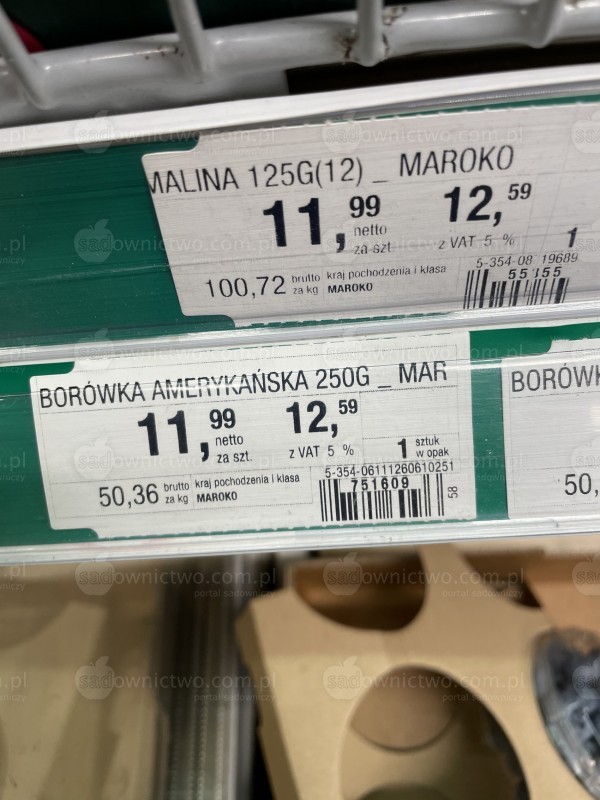 MALINA 125G(12) _ MAROKO
11,99 netto za szt
12,59 z VAT 5 %
1
5-354-08 19689
100,72 brutto za kg kraj pochodzenia i klasa MAROKO
BORÓWKA AMERYKAŃSKA 250G _ MAR
11,99 netto za szt.
12,59 z VAT 5 %
1 sztuk w opak
5-354-06111260610251
751609
58
50,36 brutto za kg kraj pochodzenia i klasa MAROKO
50,
sadownictwo.com.pl
portal sadowniczy